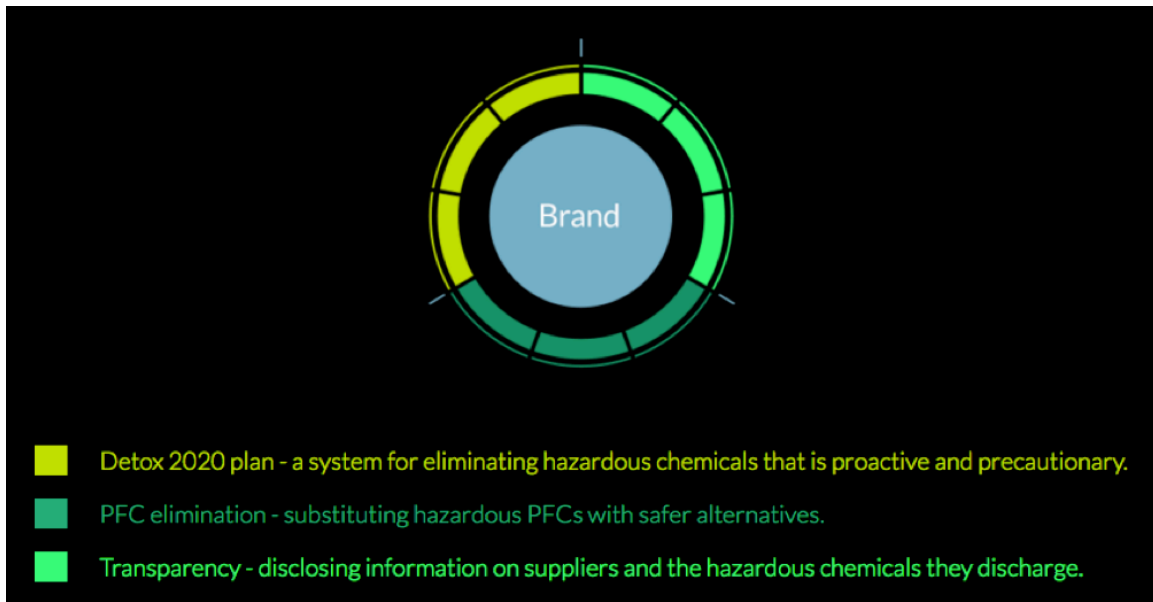 Brand
Detox 2020 plan - a system for eliminating hazardous chemicals that is proactive and precautionary.
PFC elimination - substituting hazardous PFCs with safer alternatives.
Transparency - disclosing information on suppliers and the hazardous chemicals they discharge.